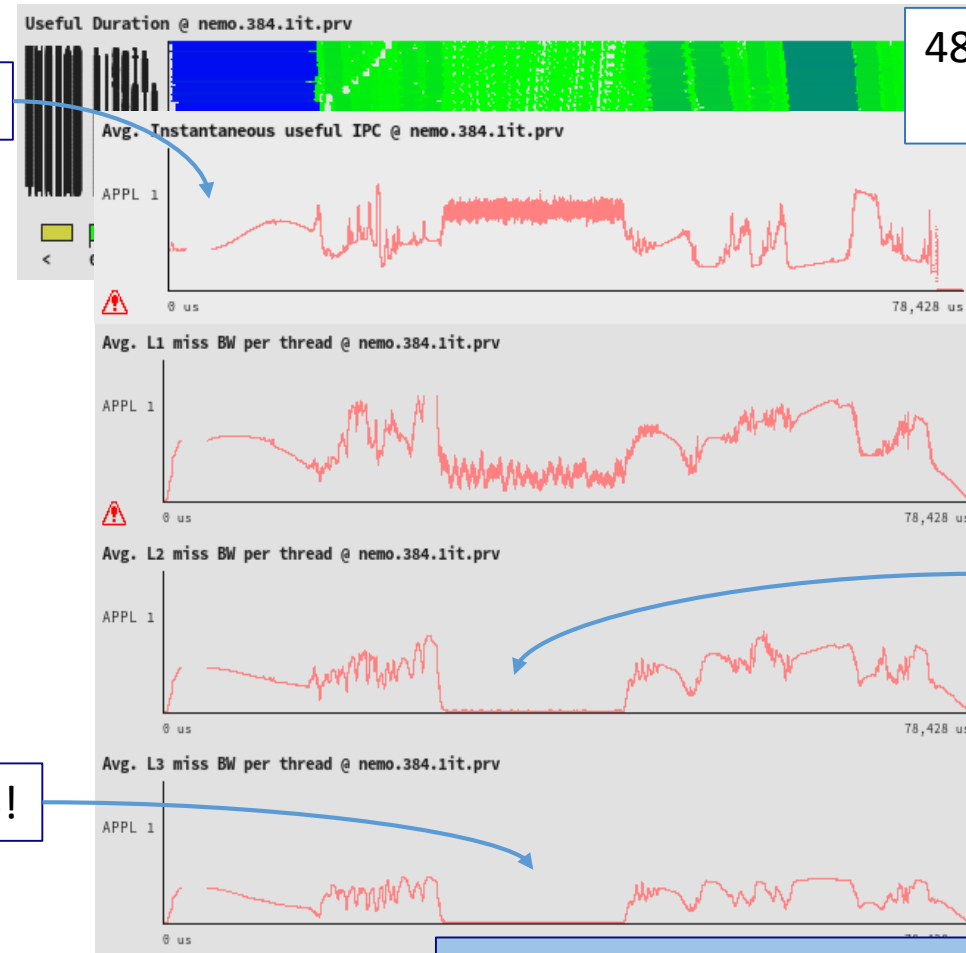 Useful Duration @ nemo.384.1it.prv
48
Avg. Instantaneous useful IPC @ nemo.384.1it.prv
APPL 1
<
0 us
78,428 us
Avg. L1 miss BW per thread @ nemo.384.1it.prv
APPL 1
0 us
78,428 us
Avg. L2 miss BW per thread @ nemo.384.1it.prv
APPL 1
0 us
78,428 us
!
Avg. L3 miss BW per thread @ nemo.384.1it.prv
APPL 1
0 us